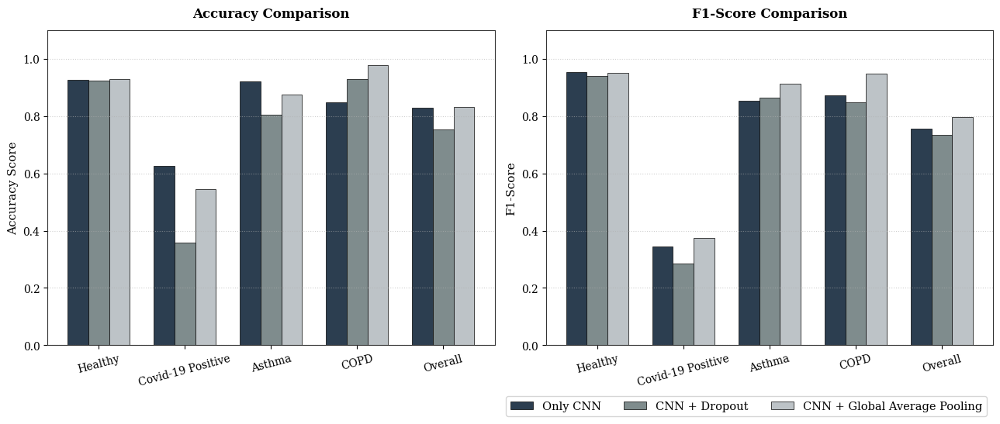 Accuracy Comparison
Accuracy Score
1.0
0.8
0.6
0.4
0.2
0.0
Healthy
Covid-19 Positive
Asthma
COPD
Overall
F1-Score Comparison
F1-Score
1.0
0.8
0.6
0.4
0.2
0.0
Healthy
Covid-19 Positive
Asthma
COPD
Overall
Only CNN
CNN + Dropout
CNN + Global Average Pooling